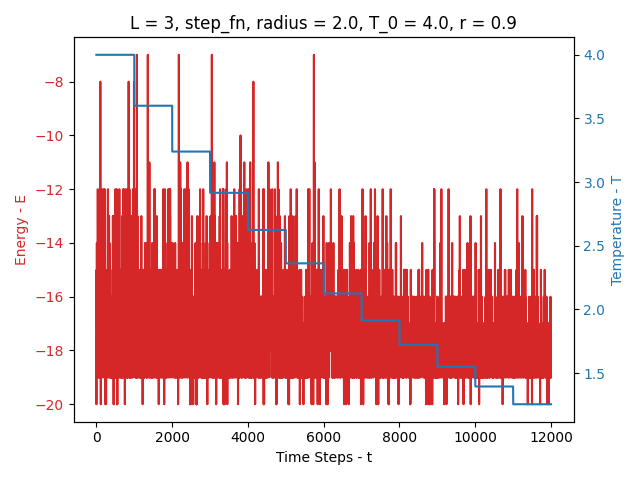 L = 3, step_fn, radius = 2.0, T_0 = 4.0, r = 0.9
Energy - E
−8
−10
−12
−14
−16
−18
−20
4.0
3.5
3.0
2.5
2.0
1.5
Temperature - T
0 2000 4000 6000 8000 10000 12000
Time Steps - t